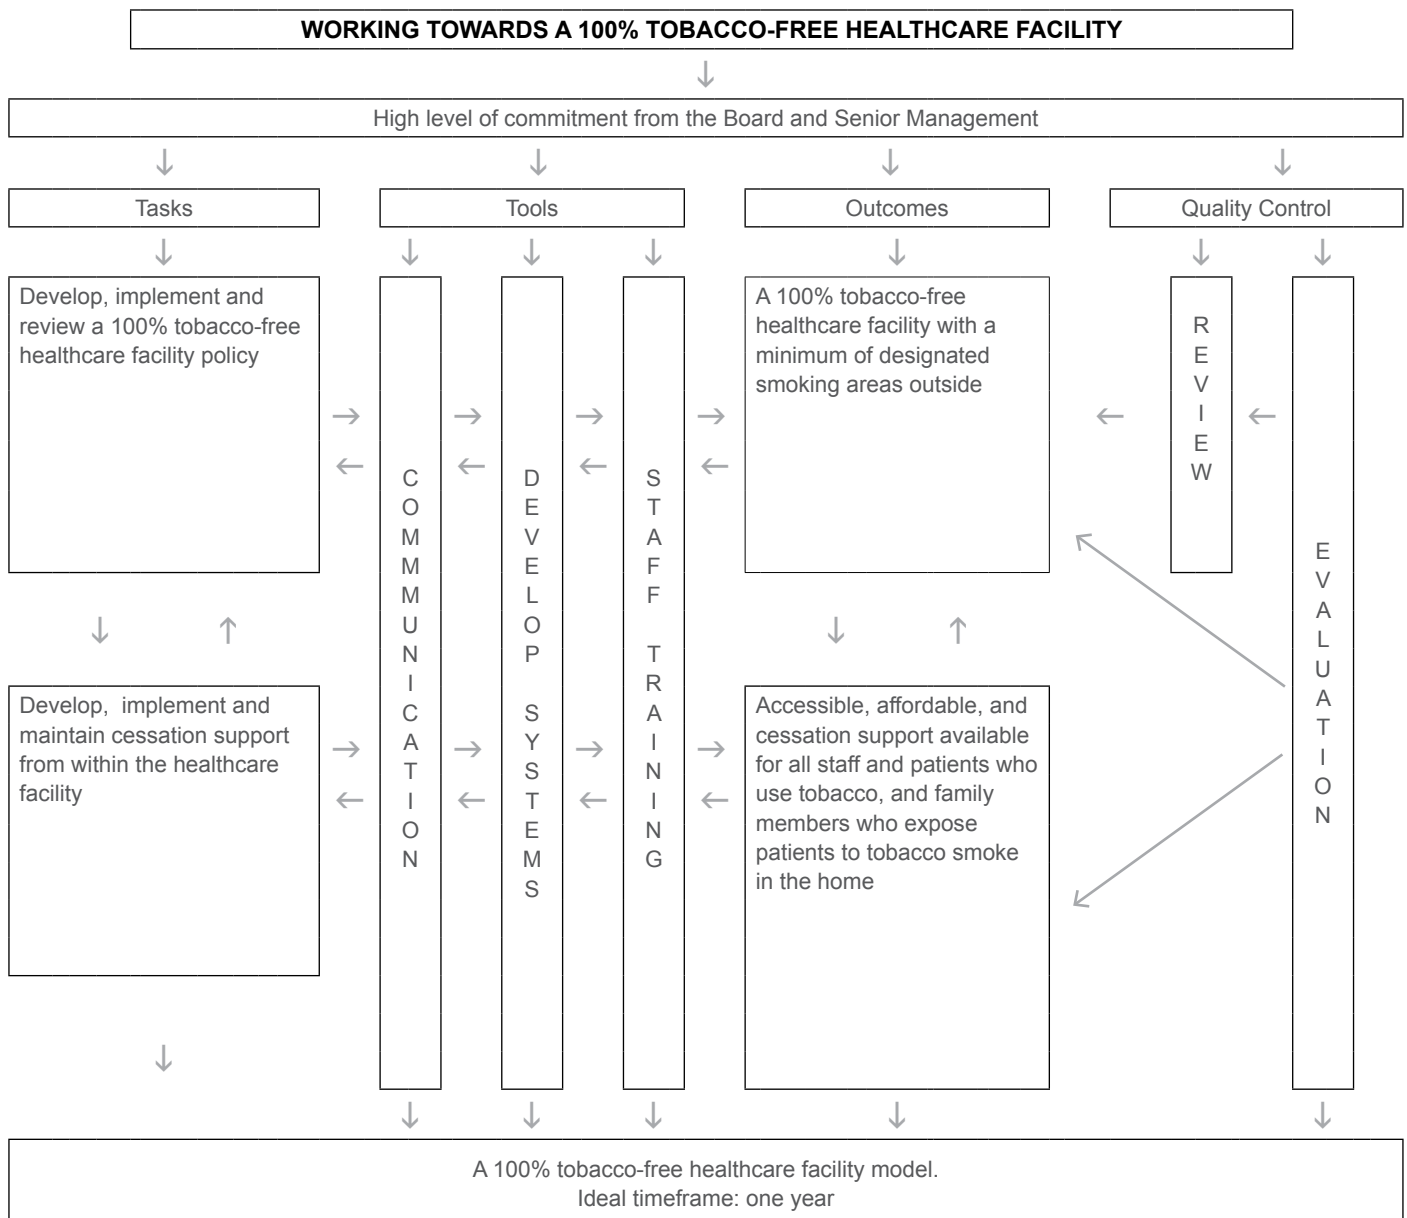 WORKING TOWARDS A 100% TOBACCO-FREE HEALTHCARE FACILITY
High level of commitment from the Board and Senior Management
Tasks
Tools
Outcomes
Quality Control
Develop, implement and
review a 100% tobacco-free
healthcare facility policy
Develop, implement and
maintain cessation support
from within the healthcare
facility
COMMMUNICATION
DEVELOP SYSTEMS
STAFF TRAINING
A 100% tobacco-free
healthcare facility with a
minimum of designated
smoking areas outside
Accessible, affordable, and
cessation support available
for all staff and patients who
use tobacco, and family
members who expose
patients to tobacco smoke
in the home
REVIEW
EVALUATION
A 100% tobacco-free healthcare facility model.
Ideal timeframe: one year